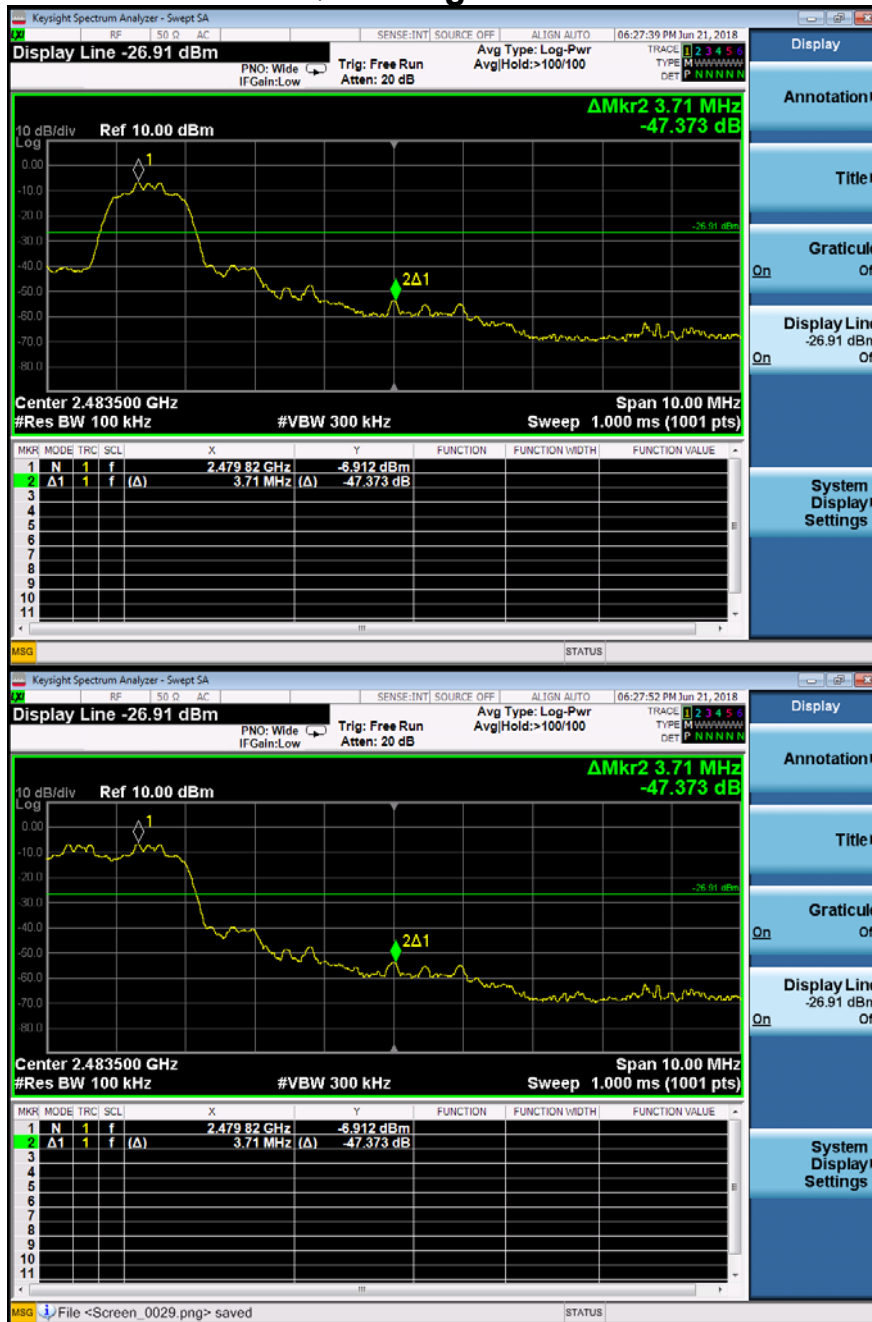 Keysight Spectrum Analyzer - Swept SA
LXI RF 50 Ω AC SENSE:INT SOURCE OFF ALIGN AUTO 06:27:39 PM Jun 21, 2018
Display Line -26.91 dBm
Avg Type: Log-Pwr
TRACE 1 2 3 4 5 6
PNO: Wide Trig: Free Run Avg|Hold:>100/100 TYPE M WWWWW
IFGain:Low Atten: 20 dB DET P N N N N N
ΔMkr2 3.71 MHz
10 dB/div Ref 10.00 dBm -47.373 dB
Log
0.00
1
-10.0
-20.0
-26.91 dBm
-30.0
-40.0
2Δ1
-50.0
-60.0
-70.0
-80.0
Center 2.483500 GHz Span 10.00 MHz
#Res BW 100 kHz #VBW 300 kHz Sweep 1.000 ms (1001 pts)
MKR MODE TRC SCL X Y FUNCTION FUNCTION WIDTH FUNCTION VALUE
1 N 1 f 2.479 82 GHz -6.912 dBm
2 Δ1 1 f (Δ) 3.71 MHz (Δ) -47.373 dB
3
4
5
6
7
8
9
10
11
MSG STATUS
Display
Annotation
Title
Graticule
On Of
Display Line
-26.91 dBm
On Of
System
Display
Settings
Keysight Spectrum Analyzer - Swept SA
LXI RF 50 Ω AC SENSE:INT SOURCE OFF ALIGN AUTO 06:27:52 PM Jun 21, 2018
Display Line -26.91 dBm
Avg Type: Log-Pwr
TRACE 1 2 3 4 5 6
PNO: Wide Trig: Free Run Avg|Hold:>100/100 TYPE M WWWWW
IFGain:Low Atten: 20 dB DET P N N N N N
ΔMkr2 3.71 MHz
10 dB/div Ref 10.00 dBm -47.373 dB
Log
0.00
1
-10.0
-20.0
-26.91 dBm
-30.0
-40.0
2Δ1
-50.0
-60.0
-70.0
-80.0
Center 2.483500 GHz Span 10.00 MHz
#Res BW 100 kHz #VBW 300 kHz Sweep 1.000 ms (1001 pts)
MKR MODE TRC SCL X Y FUNCTION FUNCTION WIDTH FUNCTION VALUE
1 N 1 f 2.479 82 GHz -6.912 dBm
2 Δ1 1 f (Δ) 3.71 MHz (Δ) -47.373 dB
3
4
5
6
7
8
9
10
11
MSG File <Screen_0029.png> saved STATUS
Display
Annotation
Title
Graticule
On Of
Display Line
-26.91 dBm
On Of
System
Display
Settings